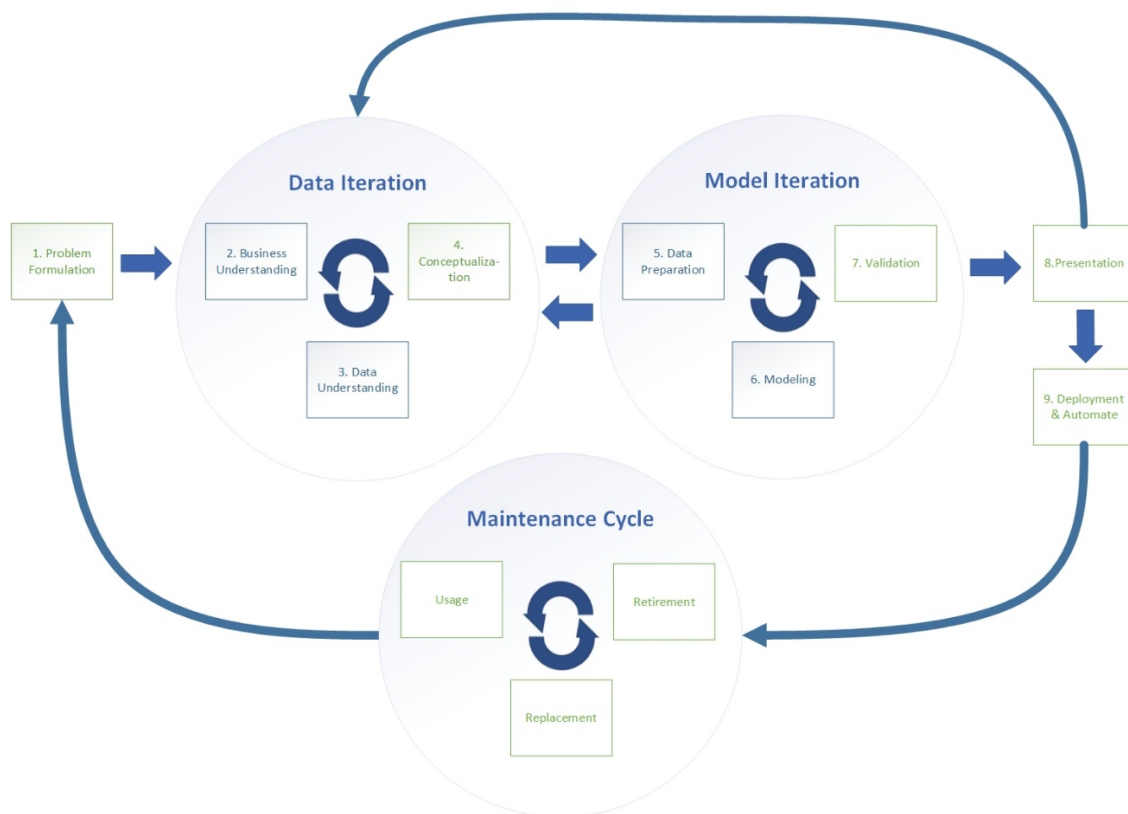 Data Iteration
Model Iteration
1. Problem
Formulation
2. Business
Understanding
4.
Conceptualiza-
tion
3. Data
Understanding
5. Data
Preparation
7. Validation
6. Modeling
8.Presentation
9. Deployment
& Automate
Maintenance Cycle
Usage
Retirement
Replacement